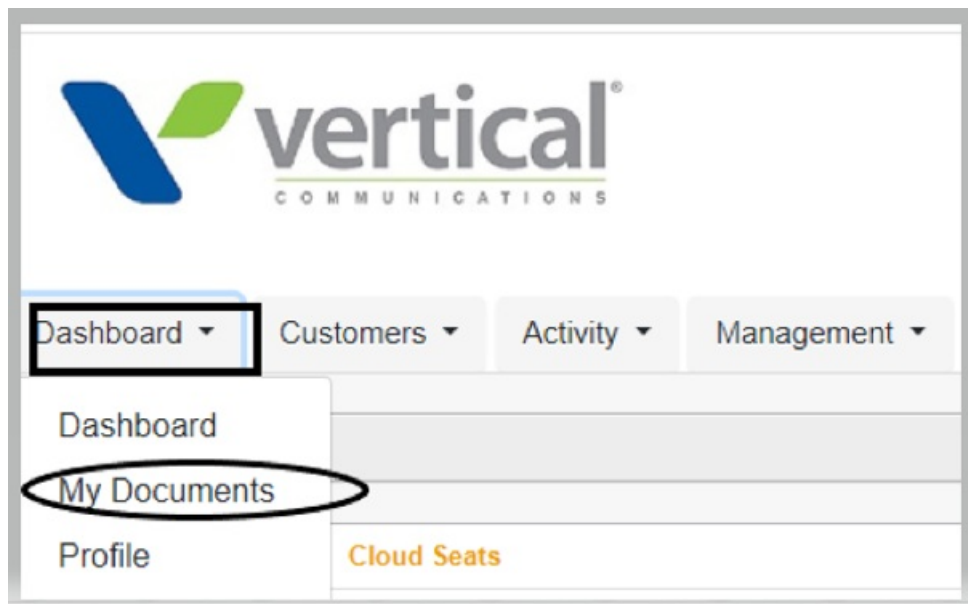 vertical®
COMMUNICATIONS
Dashboard Customers Activity Management
Dashboard
My Documents
Profile
Cloud Seats